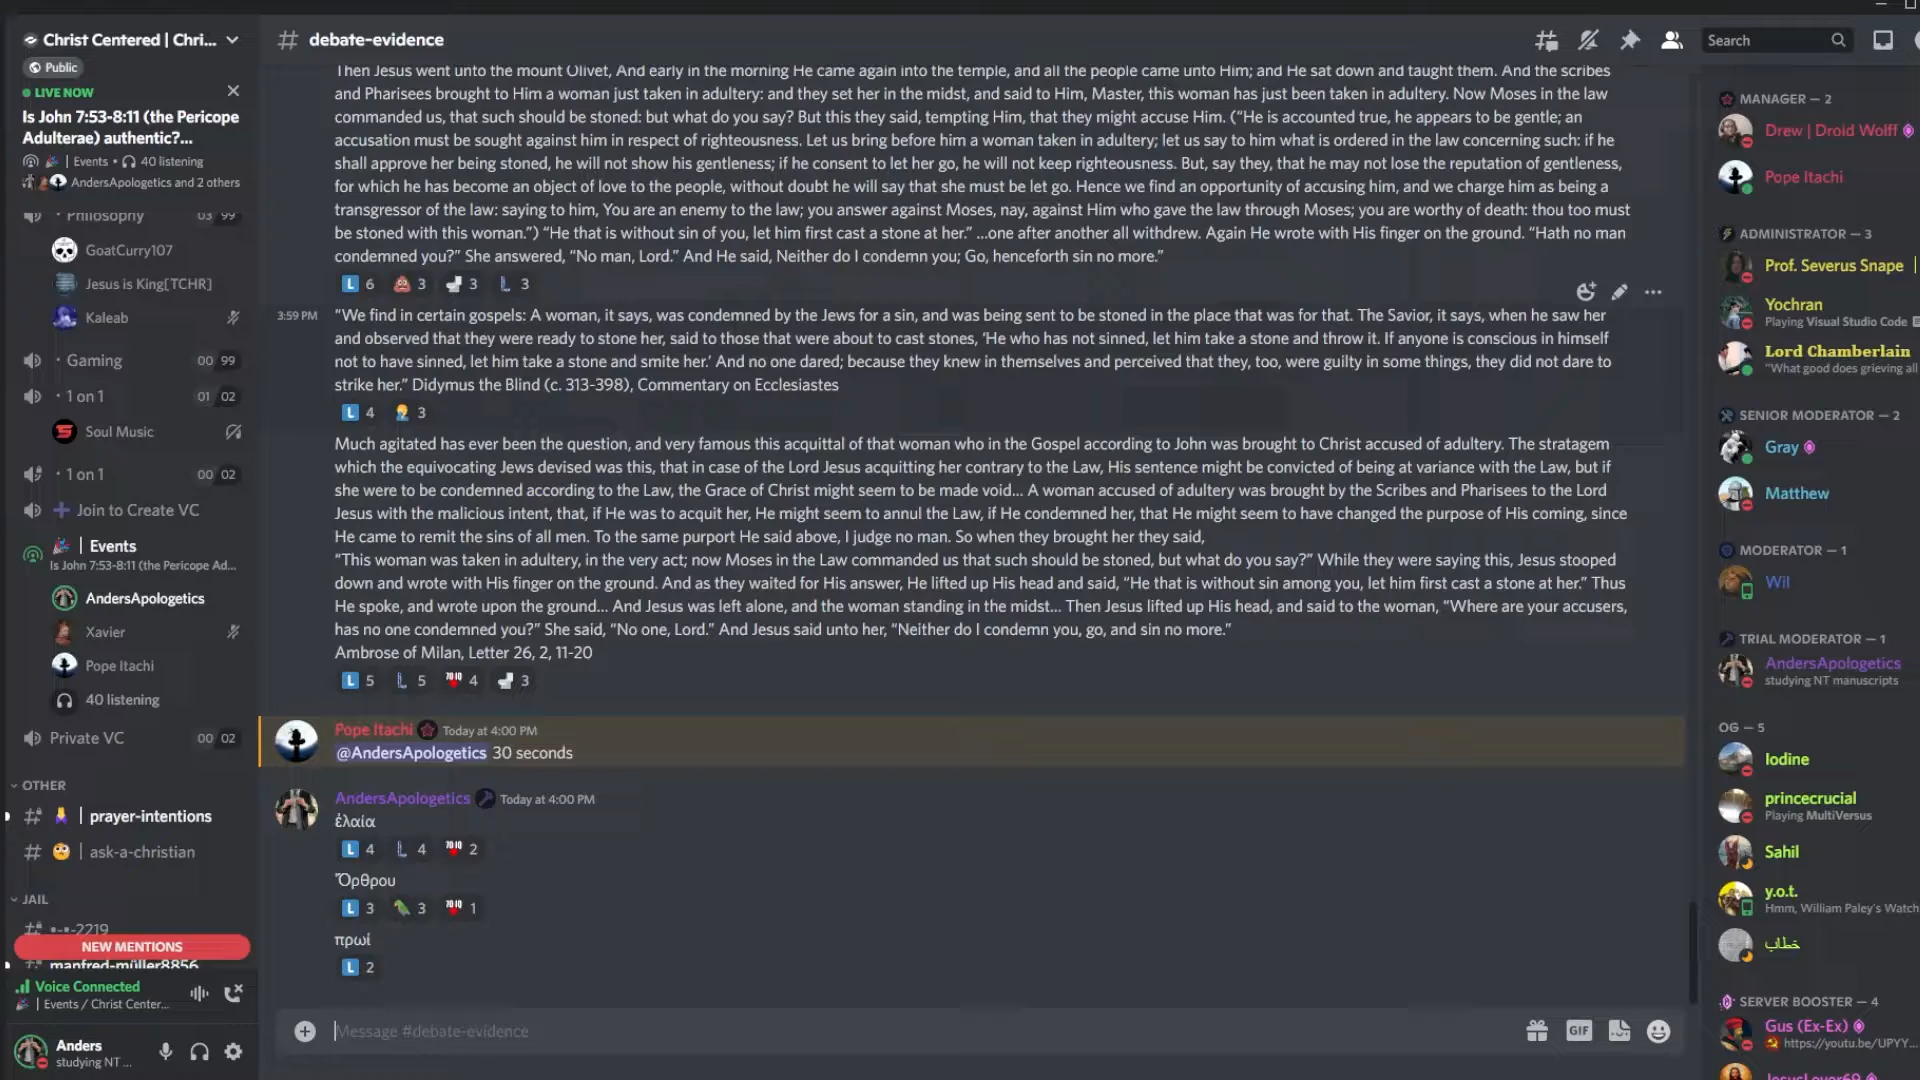 Christ Centered | Chri...
Public
LIVE NOW
Is John 7:53-8:11 (the Pericope
Adulterae) authentic?...
| Events • 40 listening
AndersApologetics and 2 others
Philosophy 03 99
GoatCurry107
Jesus is King[TCHR]
Kaleab
· Gaming 00 99
· 1 on 1 01 02
Soul Music
· 1 on 1 00 02
Join to Create VC
| Events
Is John 7:53-8:11 (the Pericope Ad...
AndersApologetics
Xavier
Pope Itachi
40 listening
Private VC 00 02
OTHER
| prayer-intentions
| ask-a-christian
JAIL
•-•-2219
NEW MENTIONS
manfred-müller8856
Voice Connected
| Events / Christ Center...
Anders
studying NT ...
# debate-evidence
Then Jesus went unto the mount Olivet, And early in the morning He came again into the temple, and all the people came unto Him; and He sat down and taught them. And the scribes
and Pharisees brought to Him a woman just taken in adultery: and they set her in the midst, and said to Him, Master, this woman has just been taken in adultery. Now Moses in the law
commanded us, that such should be stoned: but what do you say? But this they said, tempting Him, that they might accuse Him. (“He is accounted true, he appears to be gentle; an
accusation must be sought against him in respect of righteousness. Let us bring before him a woman taken in adultery; let us say to him what is ordered in the law concerning such: if he
shall approve her being stoned, he will not show his gentleness; if he consent to let her go, he will not keep righteousness. But, say they, that he may not lose the reputation of gentleness,
for which he has become an object of love to the people, without doubt he will say that she must be let go. Hence we find an opportunity of accusing him, and we charge him as being a
transgressor of the law: saying to him, You are an enemy to the law; you answer against Moses, nay, against Him who gave the law through Moses; you are worthy of death: thou too must
be stoned with this woman.”) “He that is without sin of you, let him first cast a stone at her.” ...one after another all withdrew. Again He wrote with His finger on the ground. “Hath no man
condemned you?” She answered, “No man, Lord.” And He said, Neither do I condemn you; Go, henceforth sin no more.”
L 6 3 3 L 3
3:59 PM “We find in certain gospels: A woman, it says, was condemned by the Jews for a sin, and was being sent to be stoned in the place that was for that. The Savior, it says, when he saw her
and observed that they were ready to stone her, said to those that were about to cast stones, ‘He who has not sinned, let him take a stone and throw it. If anyone is conscious in himself
not to have sinned, let him take a stone and smite her.’ And no one dared; because they knew in themselves and perceived that they, too, were guilty in some things, they did not dare to
strike her.” Didymus the Blind (c. 313-398), Commentary on Ecclesiastes
L 4 3
Much agitated has ever been the question, and very famous this acquittal of that woman who in the Gospel according to John was brought to Christ accused of adultery. The stratagem
which the equivocating Jews devised was this, that in case of the Lord Jesus acquitting her contrary to the Law, His sentence might be convicted of being at variance with the Law, but if
she were to be condemned according to the Law, the Grace of Christ might seem to be made void... A woman accused of adultery was brought by the Scribes and Pharisees to the Lord
Jesus with the malicious intent, that, if He was to acquit her, He might seem to annul the Law, if He condemned her, that He might seem to have changed the purpose of His coming, since
He came to remit the sins of all men. To the same purport He said above, I judge no man. So when they brought her they said,
“This woman was taken in adultery, in the very act; now Moses in the Law commanded us that such should be stoned, but what do you say?” While they were saying this, Jesus stooped
down and wrote with His finger on the ground. And as they waited for His answer, He lifted up His head and said, “He that is without sin among you, let him first cast a stone at her.” Thus
He spoke, and wrote upon the ground... And Jesus was left alone, and the woman standing in the midst... Then Jesus lifted up His head, and said to the woman, “Where are your accusers,
has no one condemned you?” She said, “No one, Lord.” And Jesus said unto her, “Neither do I condemn you, go, and sin no more.”
Ambrose of Milan, Letter 26, 2, 11-20
L 5 L 5 4 3
Pope Itachi Today at 4:00 PM
@AndersApologetics 30 seconds
AndersApologetics Today at 4:00 PM
ἐλαία
L 4 L 4 2
Ὄρθρου
L 3 3 1
πρωί
L 2
Message #debate-evidence
GIF
Search
MANAGER — 2
Drew | Droid Wolff
Pope Itachi
ADMINISTRATOR — 3
Prof. Severus Snape |
Yochran
Playing Visual Studio Code
Lord Chamberlain
"What good does grieving all
SENIOR MODERATOR — 2
Gray
Matthew
MODERATOR — 1
Wil
TRIAL MODERATOR — 1
AndersApologetics
studying NT manuscripts
OG — 5
Iodine
princecrucial
Playing MultiVersus
Sahil
y.o.t.
Hmm, William Paley's Watch
خطاب
SERVER BOOSTER — 4
Gus (Ex-Ex)
https://youtu.be/UPYY...
JesusLover69